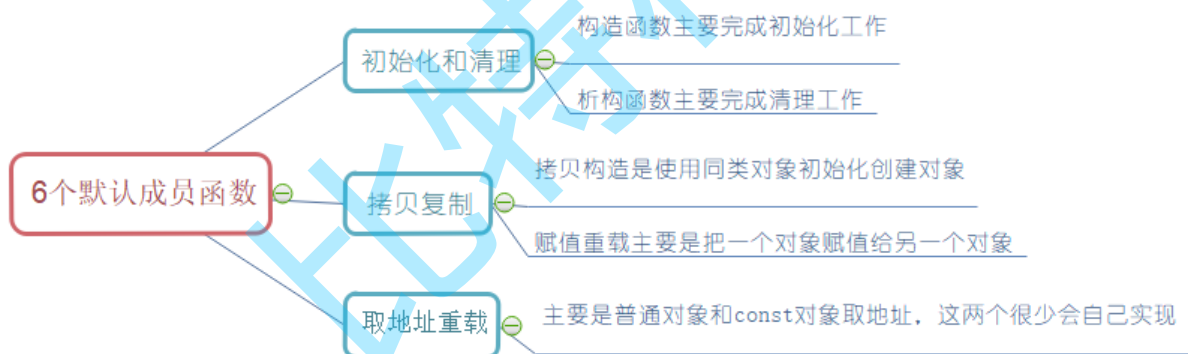 构造函数主要完成初始化工作
初始化和清理
析构函数主要完成清理工作
拷贝构造是使用同类对象初始化创建对象
6个默认成员函数
拷贝复制
赋值重载主要是把一个对象赋值给另一个对象
取地址重载
主要是普通对象和const对象取地址，这两个很少会自己实现
比特